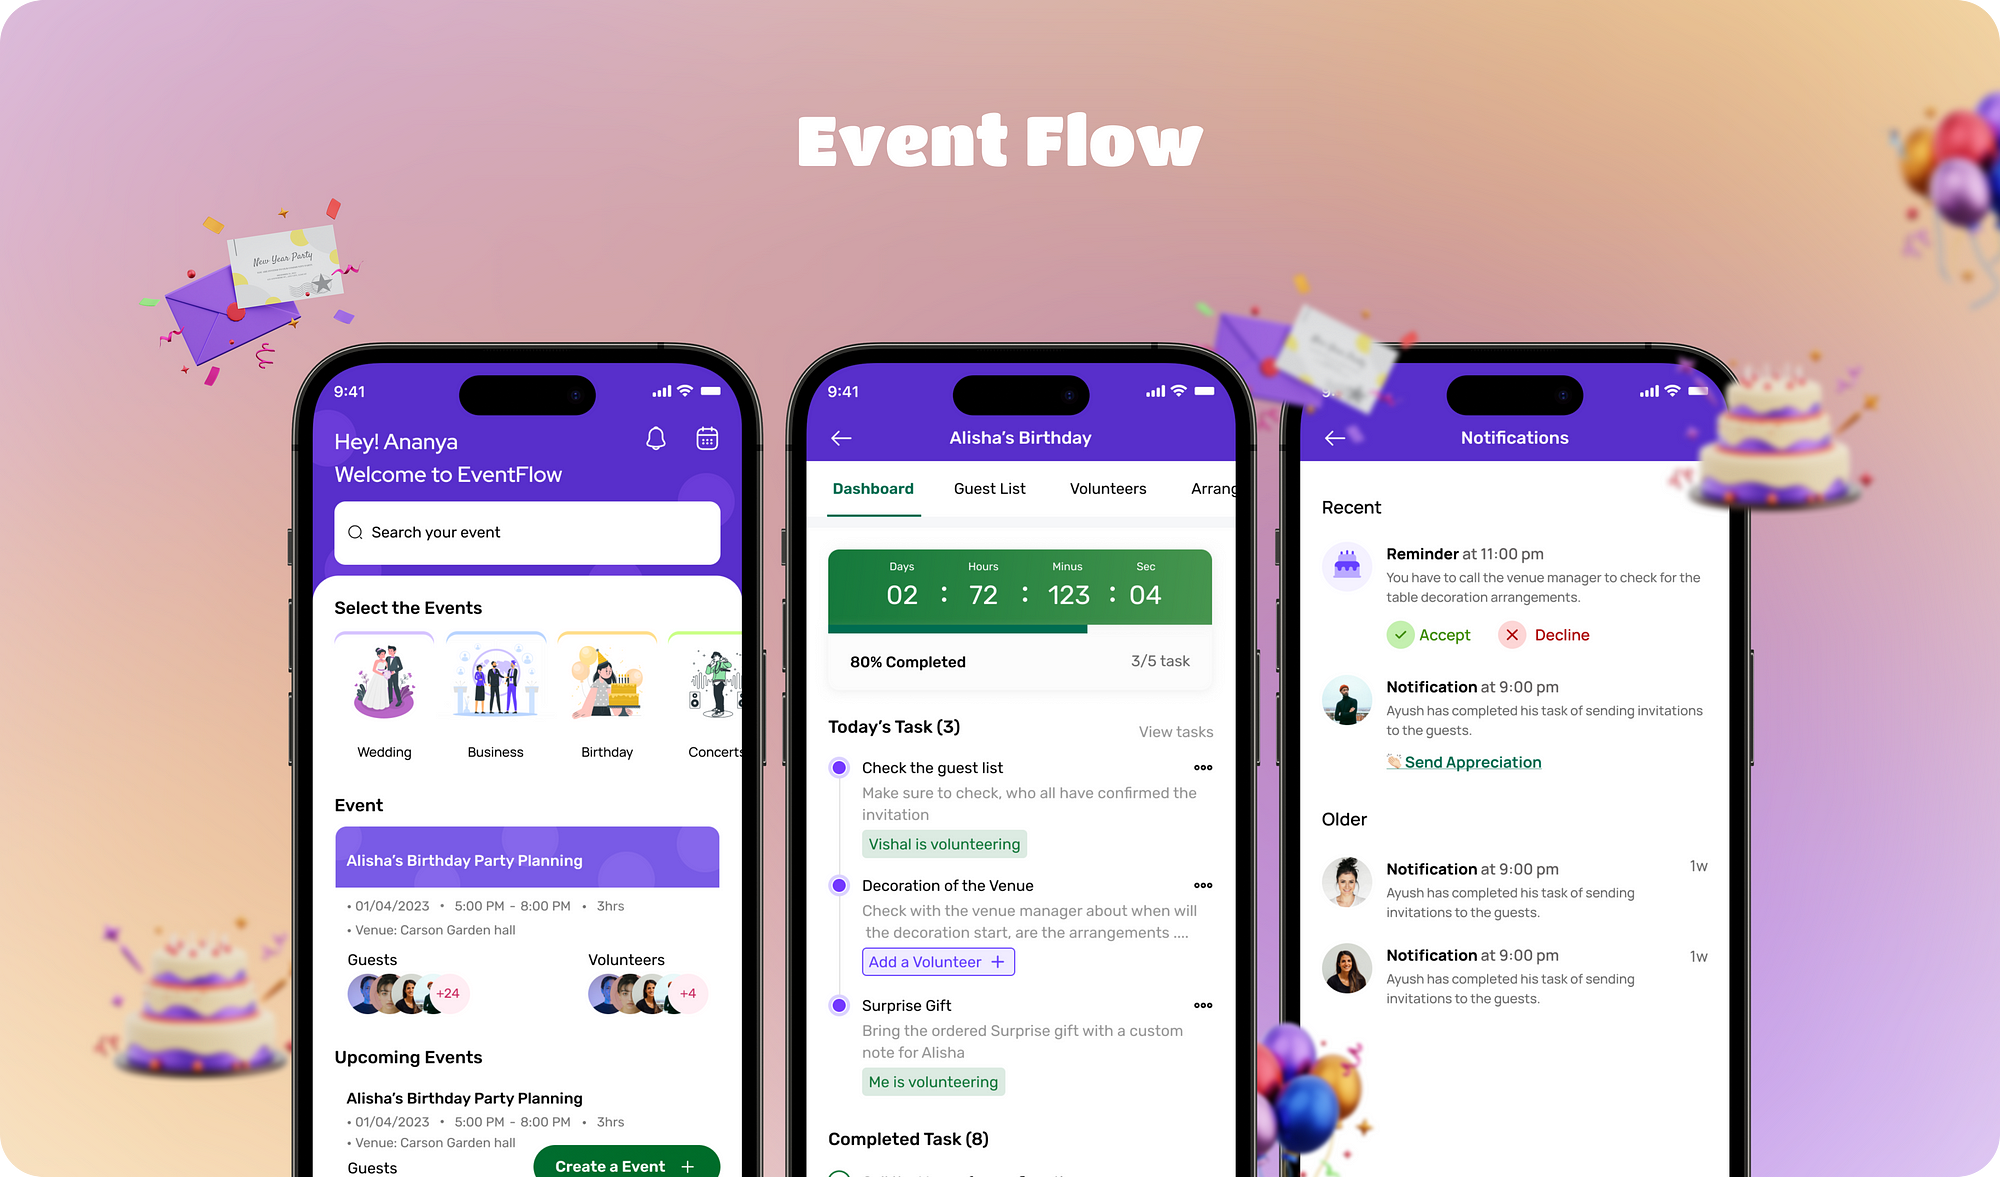 Event Flow
New Year Party
9:41
Hey! Ananya
Welcome to EventFlow
Search your event
Select the Events
Wedding
Business
Birthday
Concerts
Event
Alisha's Birthday Party Planning
• 01/04/2023 • 5:00 PM - 8:00 PM • 3hrs
• Venue: Carson Garden hall
Guests
Volunteers
+24
+4
Upcoming Events
Alisha's Birthday Party Planning
• 01/04/2023 • 5:00 PM - 8:00 PM • 3hrs
• Venue: Carson Garden hall
Guests
Create a Event +
9:41
Alisha's Birthday
Dashboard
Guest List
Volunteers
Arrang
Days
Hours
Minus
Sec
02 : 72 : 123 : 04
80% Completed
3/5 task
Today's Task (3)
View tasks
Check the guest list
Make sure to check, who all have confirmed the
invitation
Vishal is volunteering
Decoration of the Venue
Check with the venue manager about when will
the decoration start, are the arrangements ....
Add a Volunteer +
Surprise Gift
Bring the ordered Surprise gift with a custom
note for Alisha
Me is volunteering
Completed Task (8)
Notifications
Recent
Reminder at 11:00 pm
You have to call the venue manager to check for the
table decoration arrangements.
Accept
Decline
Notification at 9:00 pm
Ayush has completed his task of sending invitations
to the guests.
Send Appreciation
Older
Notification at 9:00 pm
1w
Ayush has completed his task of sending
invitations to the guests.
Notification at 9:00 pm
1w
Ayush has completed his task of sending
invitations to the guests.